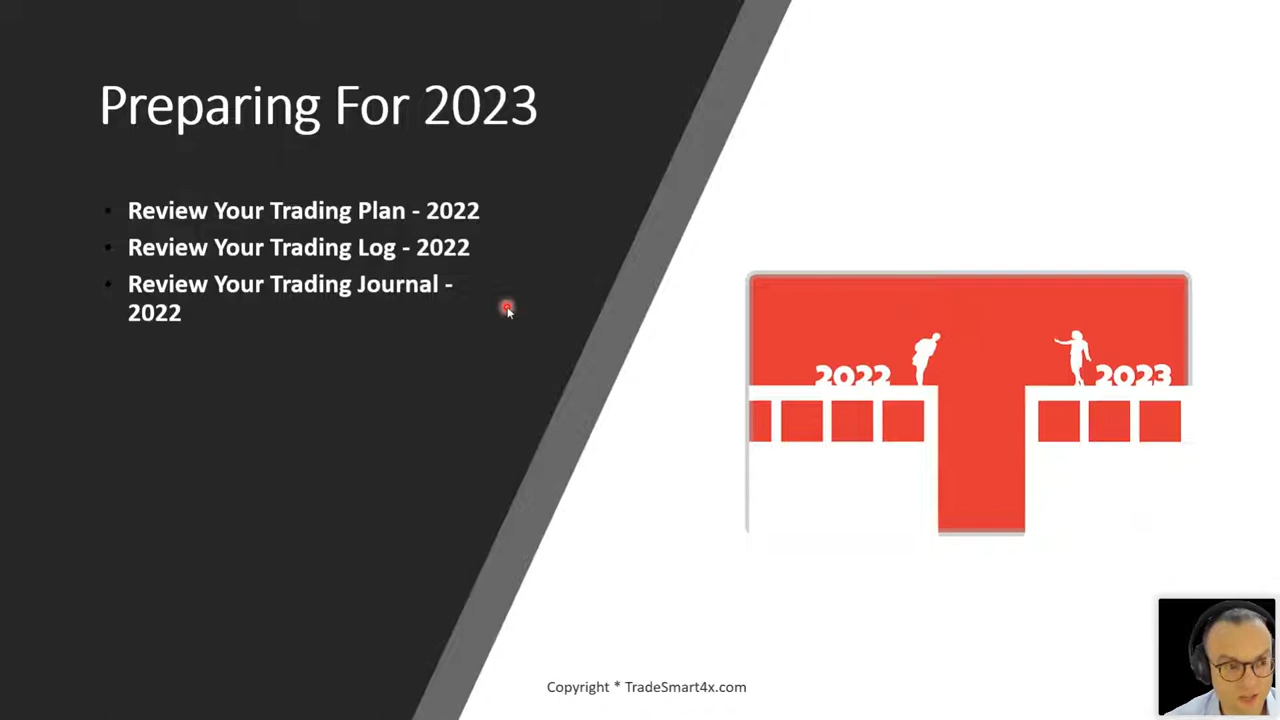 Preparing For 2023
• Review Your Trading Plan - 2022
• Review Your Trading Log - 2022
• Review Your Trading Journal -
2022
2022
2023
Copyright * TradeSmart4x.com